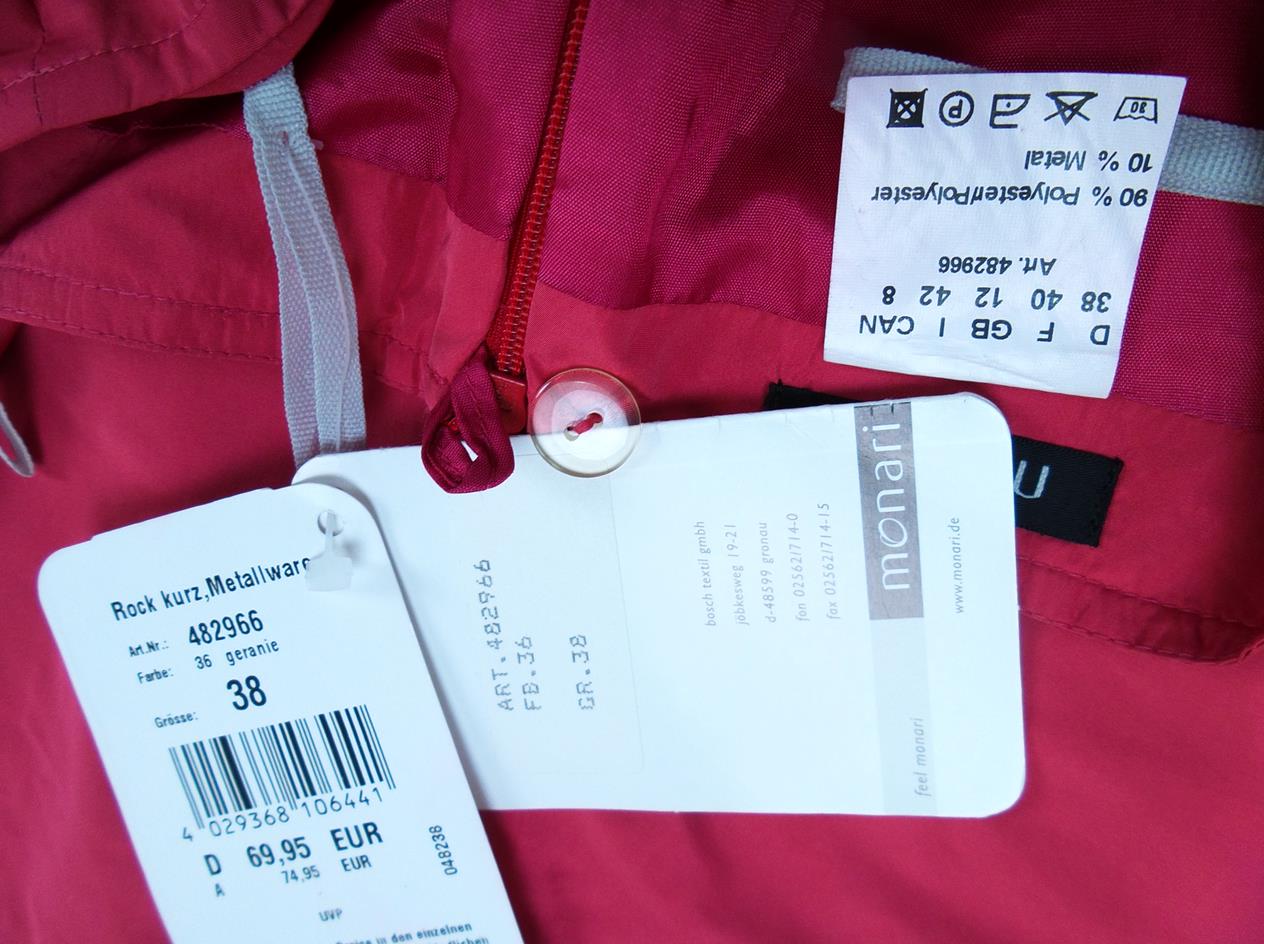 Rock kurz,Metallware
Art.Nr.: 482966
Farbe: 36 geranie
Grösse: 38
4 029368 106441
D 69,95 EUR
A 74,95 EUR
048238
UVP
in den einzelnen
ART.482966
FB.36
GR.38
bosch textil gmbh
jöbkesweg 19-21
d-48599 gronau
fon 02562/714-0
fax 02562/714-15
monari
feel monari
www.monari.de
D F GB I CAN
38 40 12 42 8
Art. 482966
90 % PolyesterPolyester
10 % Metal
30
P